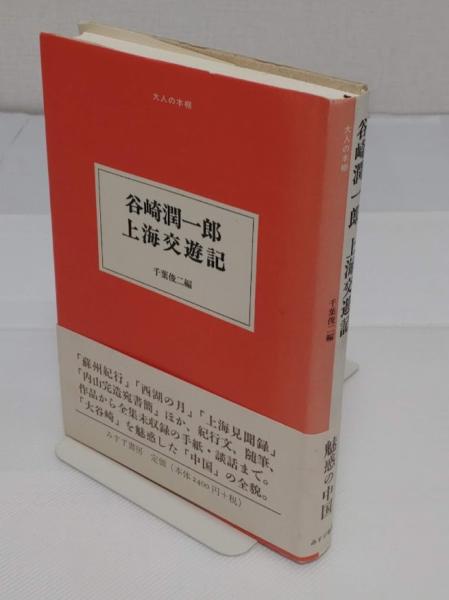 大人の本棚
谷崎潤一郎
上海交遊記
千葉俊二編
「蘇州紀行」「西湖の月」「上海見聞録」
「内山完造宛書簡」ほか、紀行文、随筆、
作品から全集未収録の手紙・談話まで。
「大谷崎」を魅惑した「中国」の全貌。
みすず書房 定価（本体2400円+税）
大人の本棚
谷崎潤一郎 上海交遊記
千葉俊二編
魅惑の中国
みすず